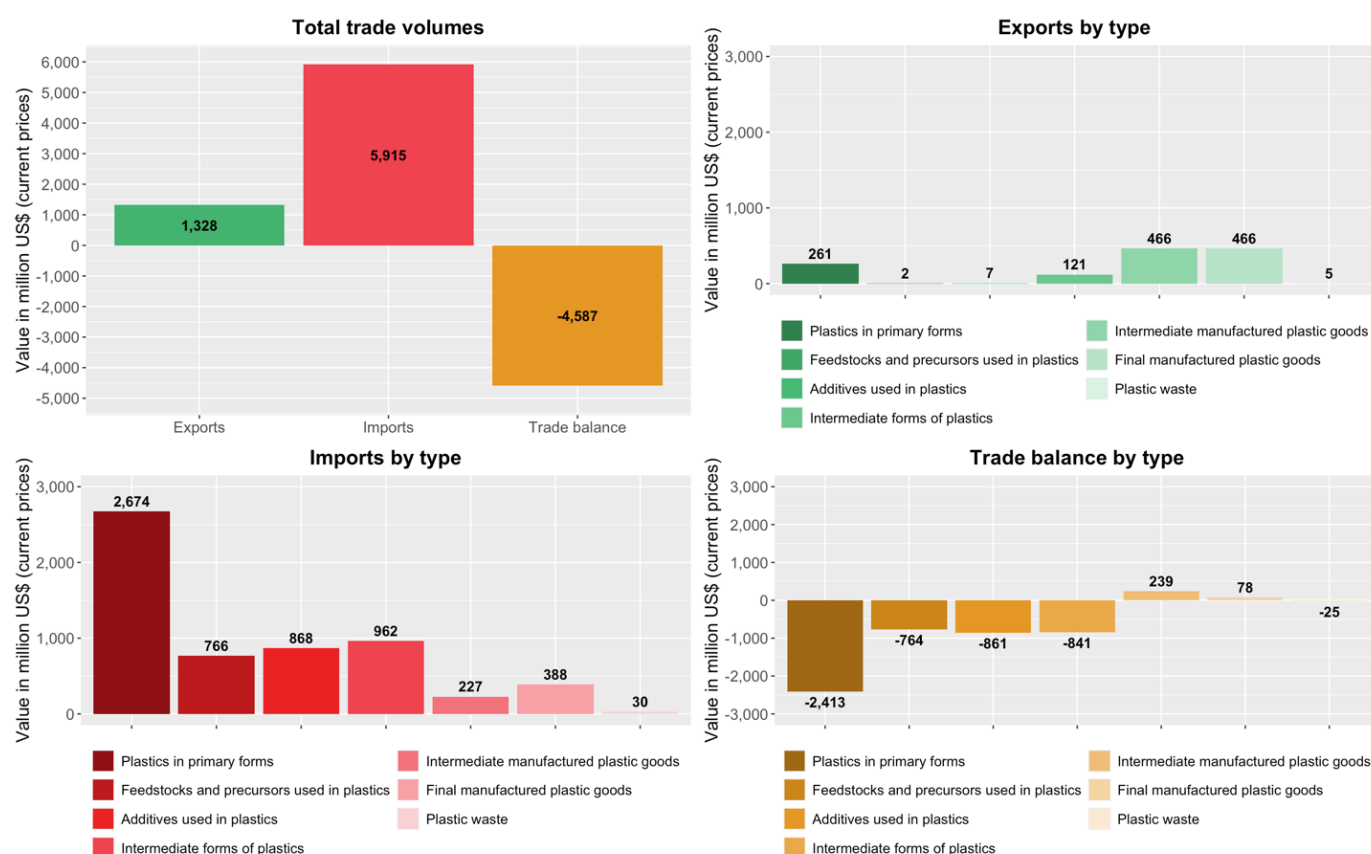 Total trade volumes
Value in million US$ (current prices)
6,000
5,000
4,000
3,000
2,000
1,000
0
-1,000
-2,000
-3,000
-4,000
-5,000
1,328
5,915
-4,587
Exports
Imports
Trade balance
Exports by type
Value in million US$ (current prices)
3,000
2,000
1,000
0
261
2
7
121
466
466
5
Plastics in primary forms
Feedstocks and precursors used in plastics
Additives used in plastics
Intermediate forms of plastics
Intermediate manufactured plastic goods
Final manufactured plastic goods
Plastic waste
Imports by type
Value in million US$ (current prices)
3,000
2,000
1,000
0
2,674
766
868
962
227
388
30
Plastics in primary forms
Feedstocks and precursors used in plastics
Additives used in plastics
Intermediate forms of plastics
Intermediate manufactured plastic goods
Final manufactured plastic goods
Plastic waste
Trade balance by type
Value in million US$ (current prices)
3,000
2,000
1,000
0
-1,000
-2,000
-3,000
-2,413
-764
-861
-841
239
78
-25
Plastics in primary forms
Feedstocks and precursors used in plastics
Additives used in plastics
Intermediate forms of plastics
Intermediate manufactured plastic goods
Final manufactured plastic goods
Plastic waste